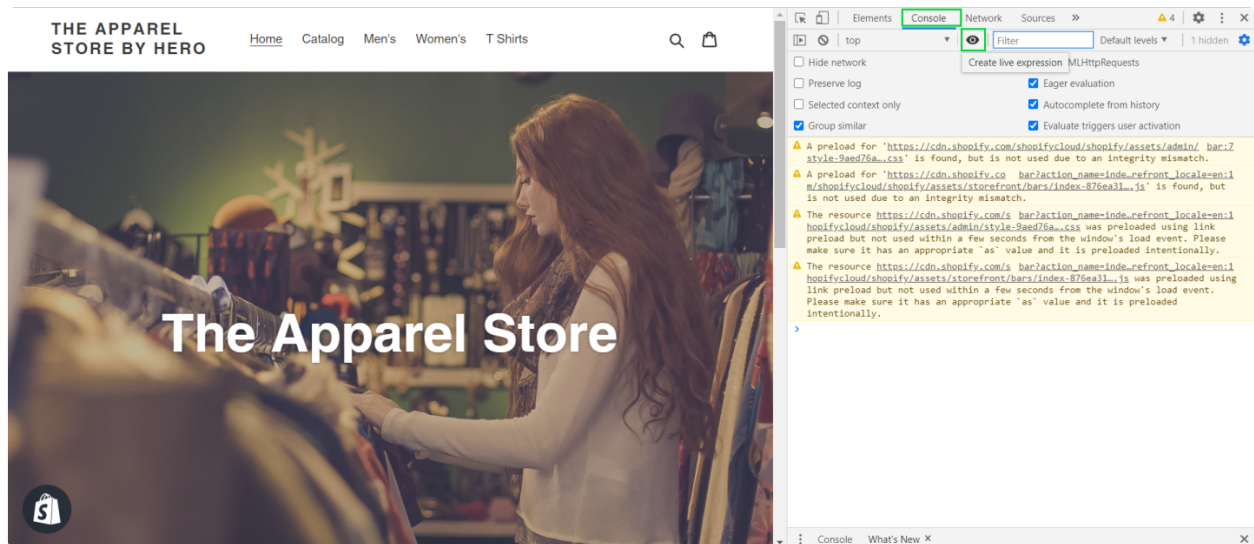 THE APPAREL
STORE BY HERO
Home Catalog Men's Women's T Shirts
The Apparel Store
Elements Console Network Sources » 4
top Filter Default levels ▼ 1 hidden
Hide network Create live expression MLHttpRequests
Preserve log Eager evaluation
Selected context only Autocomplete from history
Group similar Evaluate triggers user activation
A preload for 'https://cdn.shopify.com/shopifycloud/shopify/assets/admin/ bar:7
style-9aed76a….css' is found, but is not used due to an integrity mismatch.
A preload for 'https://cdn.shopify.co bar?action_name=inde…refront_locale=en:1
m/shopifycloud/shopify/assets/storefront/bars/index-876ea31….js' is found, but
is not used due to an integrity mismatch.
The resource https://cdn.shopify.com/s bar?action_name=inde…refront_locale=en:1
hopifycloud/shopify/assets/admin/style-9aed76a….css was preloaded using link
preload but not used within a few seconds from the window's load event. Please
make sure it has an appropriate `as` value and it is preloaded intentionally.
The resource https://cdn.shopify.com/s bar?action_name=inde…refront_locale=en:1
hopifycloud/shopify/assets/storefront/bars/index-876ea31….js was preloaded using
link preload but not used within a few seconds from the window's load event.
Please make sure it has an appropriate `as` value and it is preloaded
intentionally.
Console What's New ×